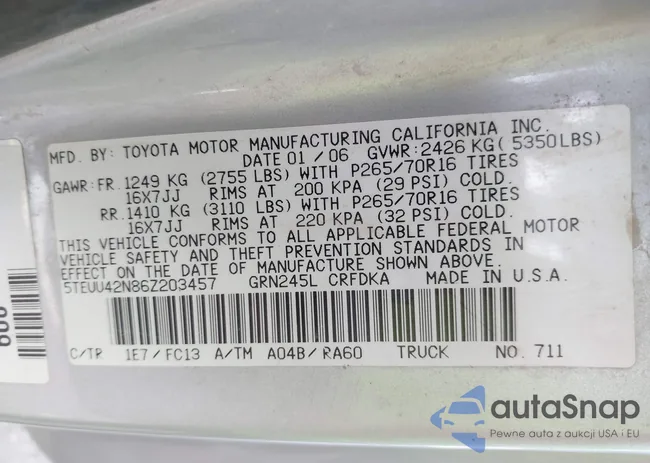 MFD. BY: TOYOTA MOTOR MANUFACTURING CALIFORNIA INC.
DATE 01 / 06 GVWR: 2426 KG ( 5350LBS)
GAWR: FR. 1249 KG (2755 LBS) WITH P265/70R16 TIRES
16X7JJ RIMS AT 200 KPA (29 PSI) COLD.
RR. 1410 KG (3110 LBS) WITH P265/70R16 TIRES
16X7JJ RIMS AT 220 KPA (32 PSI) COLD.
THIS VEHICLE CONFORMS TO ALL APPLICABLE FEDERAL MOTOR
VEHICLE SAFETY AND THEFT PREVENTION STANDARDS IN
EFFECT ON THE DATE OF MANUFACTURE SHOWN ABOVE.
5TEUU42N86Z203457 GRN245L CRFDKA MADE IN U.S.A.
C/TR 1E7 / FC13 A/TM A04B / RA60 TRUCK NO. 711
autaSnap
Pewne auta z aukcji USA i EU